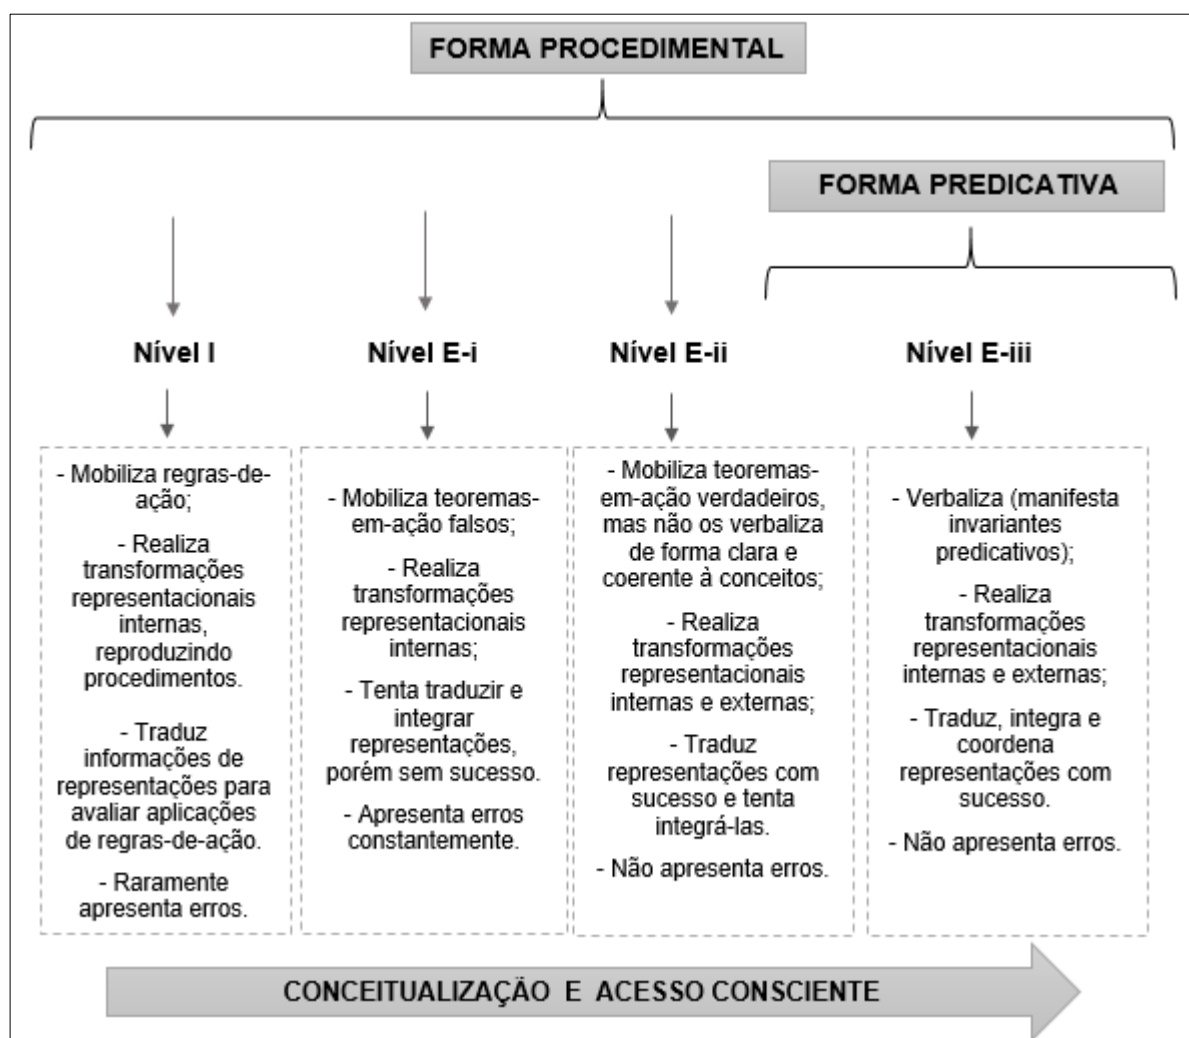 FORMA PROCEDIMENTAL
FORMA PREDICATIVA
Nível I
Nível E-i
Nível E-ii
Nível E-iii
- Mobiliza regras-de-
ação;
- Realiza
transformações
representacionais
internas,
reproduzindo
procedimentos.
- Traduz
informações de
representações para
avaliar aplicações
de regras-de-ação.
- Raramente
apresenta erros.
- Mobiliza teoremas-
em-ação falsos;
- Realiza
transformações
representacionais
internas;
- Tenta traduzir e
integrar
representações,
porém sem sucesso.
- Apresenta erros
constantemente.
- Mobiliza teoremas-
em-ação verdadeiros,
mas não os verbaliza
de forma clara e
coerente à conceitos;
- Realiza
transformações
representacionais
internas e externas;
- Traduz
representações com
sucesso e tenta
integrá-las.
- Não apresenta erros.
- Verbaliza (manifesta
invariantes
predicativos);
- Realiza
transformações
representacionais
internas e externas;
- Traduz, integra e
coordena
representações com
sucesso.
- Não apresenta erros.
CONCEITUALIZAÇÃO E ACESSO CONSCIENTE